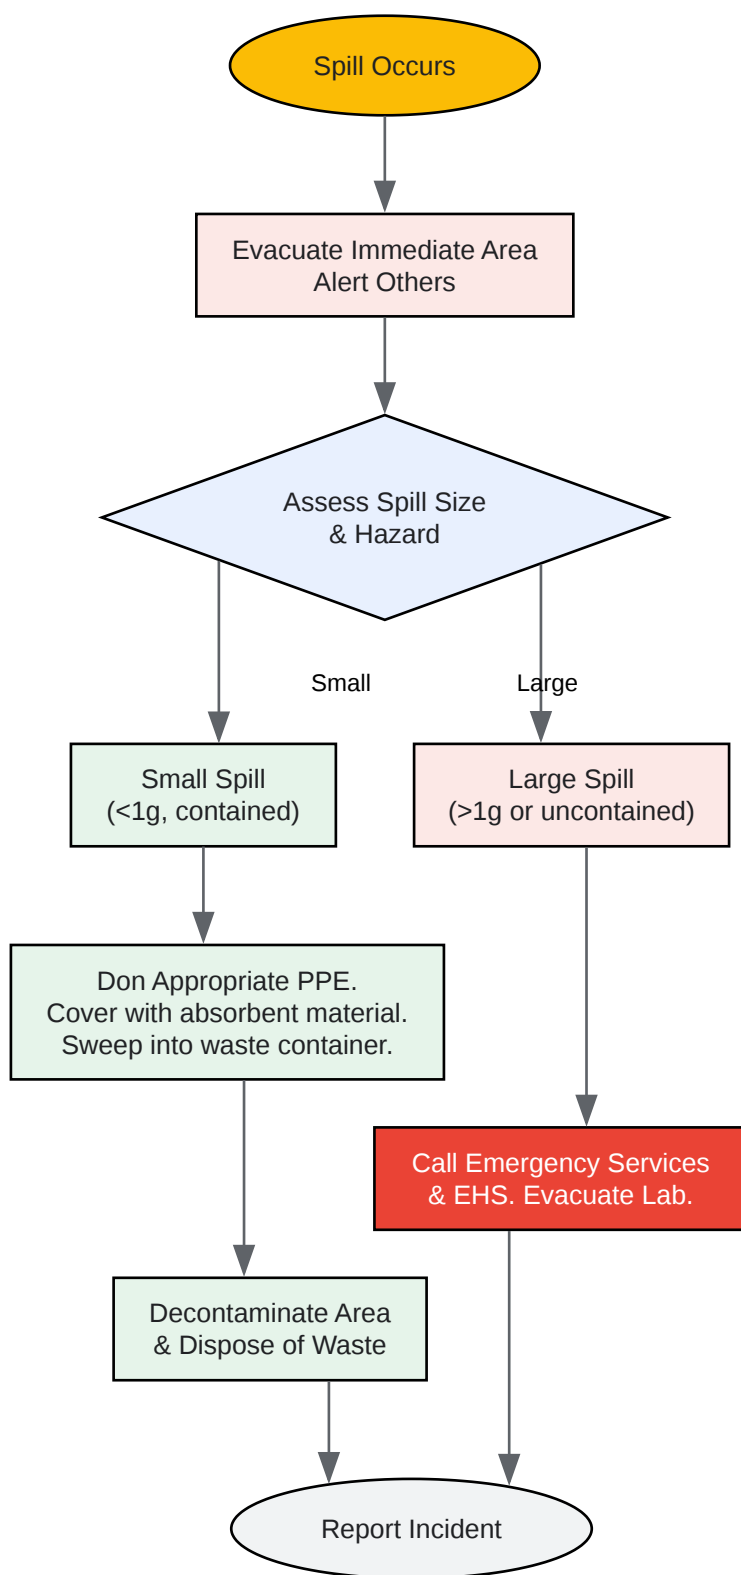 Spill Occurs
Evacuate Immediate Area
Alert Others
Assess Spill Size
& Hazard
Small
Large
Small Spill
(<1g, contained)
Large Spill
(>1g or uncontained)
Don Appropriate PPE.
Cover with absorbent material.
Sweep into waste container.
Call Emergency Services
& EHS. Evacuate Lab.
Decontaminate Area
& Dispose of Waste
Report Incident